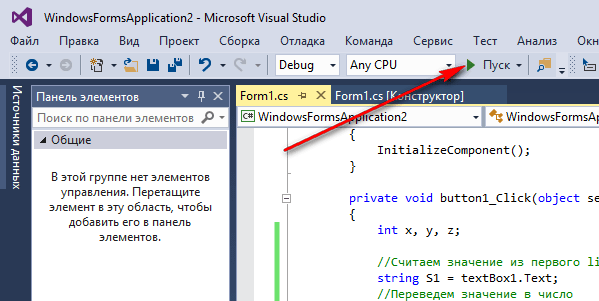 WindowsFormsApplication2 - Microsoft Visual Studio
Файл Правка Вид Проект Сборка Отладка Команда Сервис Тест Анализ
Debug Any CPU Пуск
Источники данных
Панель элементов
Поиск по панели элементов
Общие
В этой группе нет элементов
управления. Перетащите
элемент в эту область, чтобы
добавить его в панель
элементов.
Form1.cs Form1.cs [Конструктор]
C# WindowsFormsApplication2 WindowsFormsApplication2
{
InitializeComponent();
}
private void button1_Click(object se
{
int x, y, z;
//Считаем значение из первого li
string S1 = textBox1.Text;
//Переведем значение в число